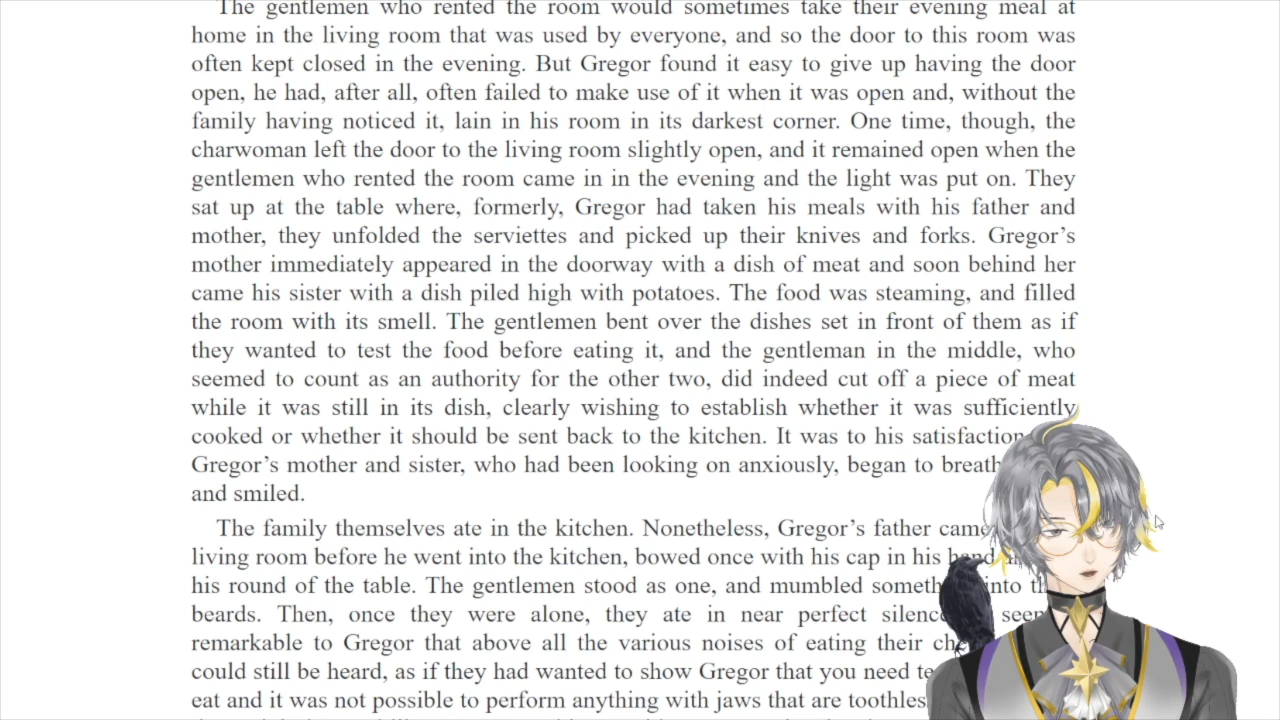 The gentlemen who rented the room would sometimes take their evening meal at
home in the living room that was used by everyone, and so the door to this room was
often kept closed in the evening. But Gregor found it easy to give up having the door
open, he had, after all, often failed to make use of it when it was open and, without the
family having noticed it, lain in his room in its darkest corner. One time, though, the
charwoman left the door to the living room slightly open, and it remained open when the
gentlemen who rented the room came in in the evening and the light was put on. They
sat up at the table where, formerly, Gregor had taken his meals with his father and
mother, they unfolded the serviettes and picked up their knives and forks. Gregor’s
mother immediately appeared in the doorway with a dish of meat and soon behind her
came his sister with a dish piled high with potatoes. The food was steaming, and filled
the room with its smell. The gentlemen bent over the dishes set in front of them as if
they wanted to test the food before eating it, and the gentleman in the middle, who
seemed to count as an authority for the other two, did indeed cut off a piece of meat
while it was still in its dish, clearly wishing to establish whether it was sufficiently
cooked or whether it should be sent back to the kitchen. It was to his satisfaction
Gregor’s mother and sister, who had been looking on anxiously, began to
and smiled.
The family themselves ate in the kitchen. Nonetheless, Gregor’s father came
living room before he went into the kitchen, bowed once with his cap in his
his round of the table. The gentlemen stood as one, and mumbled into
beards. Then, once they were alone, they ate in near perfect
remarkable to Gregor that above all the various noises of eating their
could still be heard, as if they had wanted to show Gregor that you need
eat and it was not possible to perform anything with jaws that are